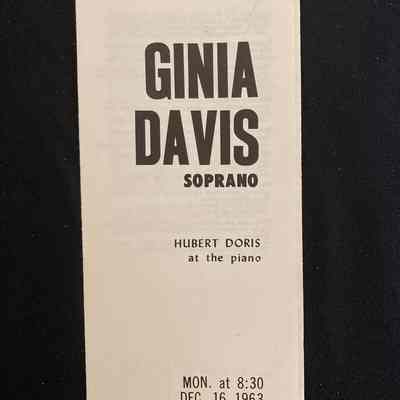 GINIA
DAVIS
SOPRANO
HUBERT DORIS
at the piano
MON. at 8:30
DEC. 16 1963